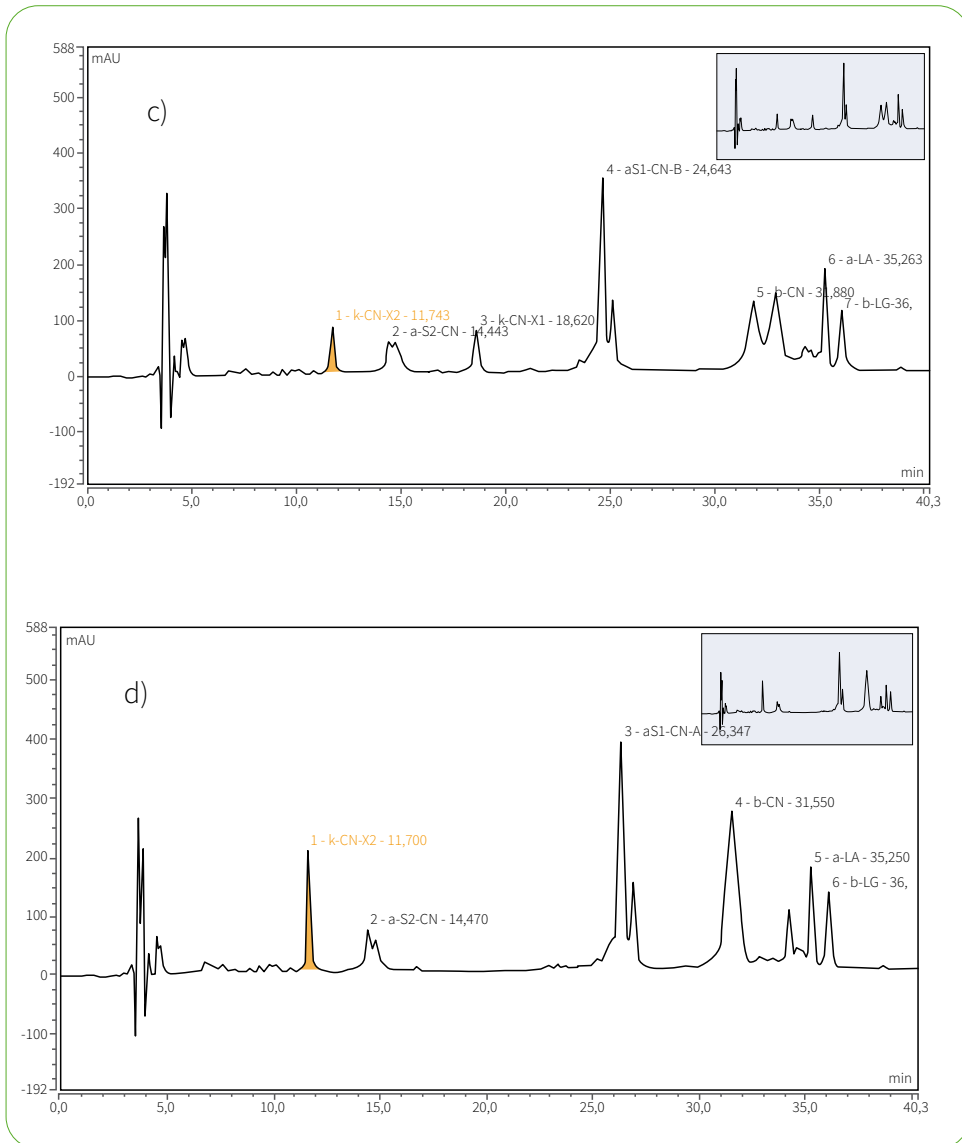 588
mAU
c)
500
400
300
200
100
0
-100
-192
4 - aS1-CN-B - 24,643
6 - a-LA - 35,263
5 - b-CN - 31,880
7 - b-LG-36,
1 - k-CN-X2 - 11,743
3 - k-CN-X1 - 18,620
2 - a-S2-CN - 14,443
min
0,0 5,0 10,0 15,0 20,0 25,0 30,0 35,0 40,3
588
mAU
d)
500
400
300
200
100
0
-100
-192
3 - aS1-CN-A - 26,347
4 - b-CN - 31,550
1 - k-CN-X2 - 11,700
5 - a-LA - 35,250
6 - b-LG - 36,
2 - a-S2-CN - 14,470
min
0,0 5,0 10,0 15,0 20,0 25,0 30,0 35,0 40,3